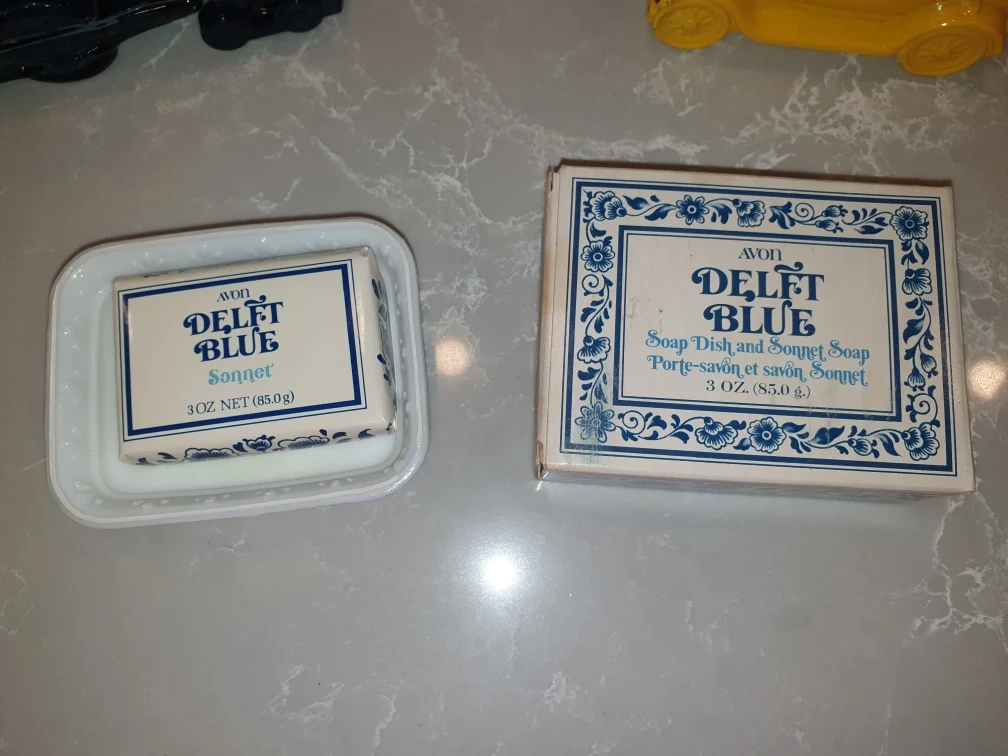 AVON
DELFT
BLUE
Sonnet
3 OZ NET (85.0 g)
AVON
DELFT
BLUE
Soap Dish and Sonnet Soap
Porte-savon et savon Sonnet
3 OZ. (85.0 g.)